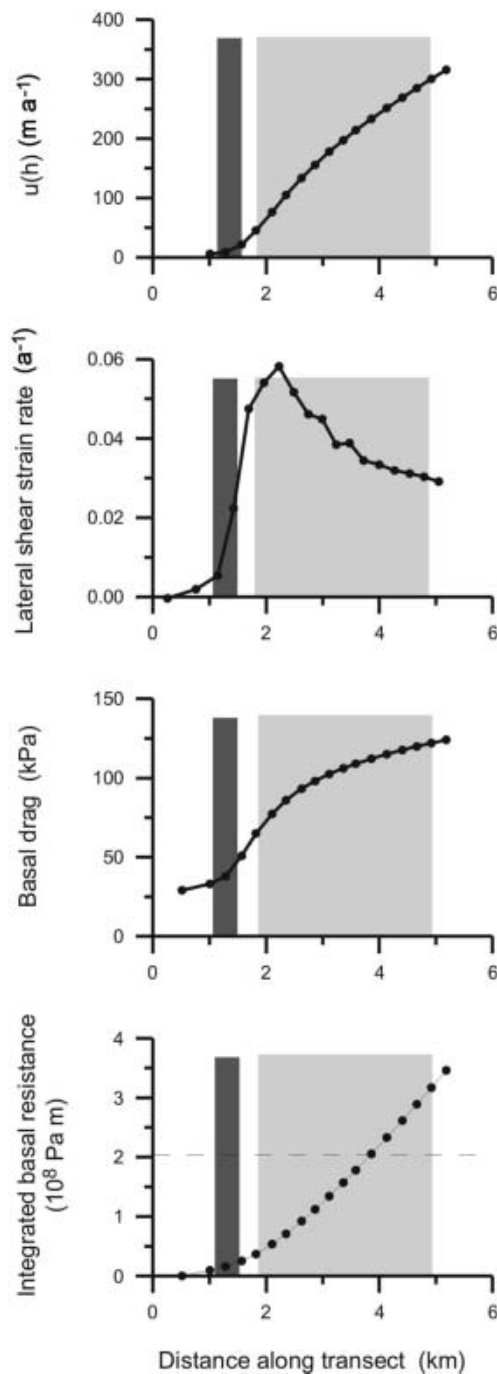 400
300
200
100
0
u(h) (m a⁻¹)
0 2 4 6
0.06
0.04
0.02
0.00
Lateral shear strain rate (a⁻¹)
0 2 4 6
150
100
50
0
Basal drag (kPa)
0 2 4 6
4
3
2
1
0
Integrated basal resistance
(10⁸ Pa m)
0 2 4 6
Distance along transect (km)